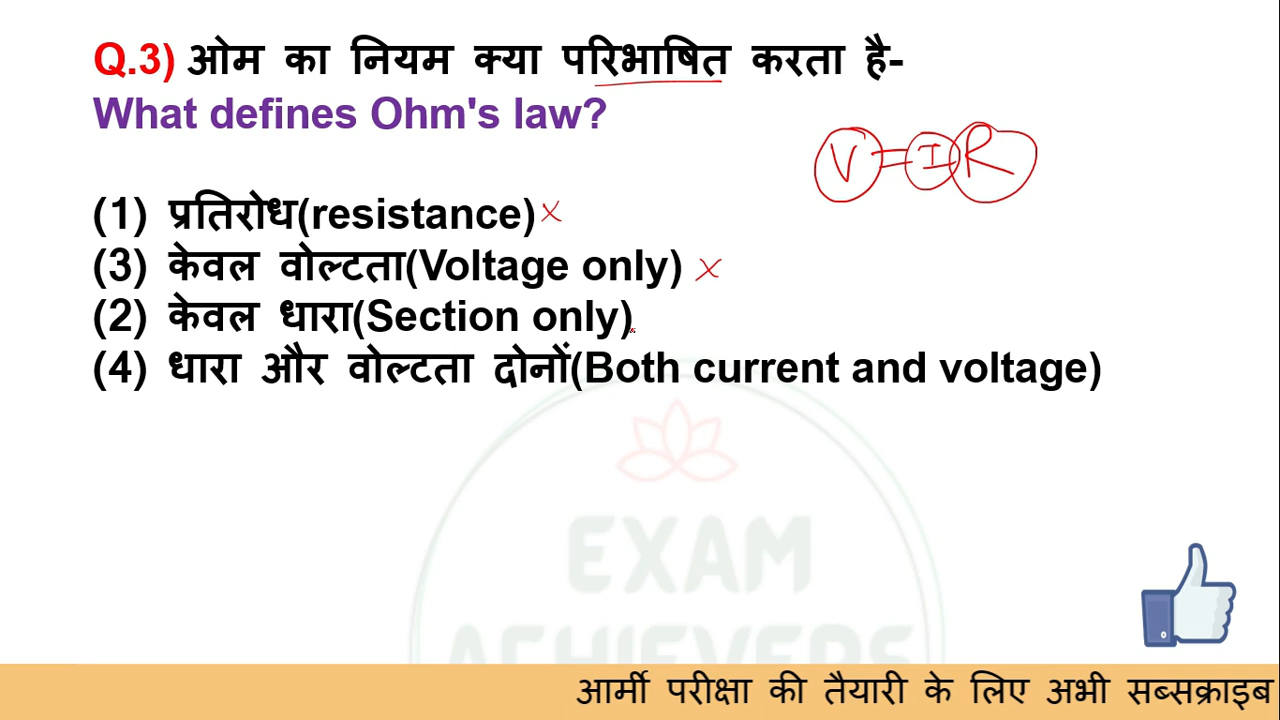 Q.3) ओम का नियम क्या परिभाषित करता है-
What defines Ohm's law?
V=IR
(1) प्रतिरोध(resistance)×
(3) केवल वोल्टता(Voltage only) ×
(2) केवल धारा(Section only)
(4) धारा और वोल्टता दोनों(Both current and voltage)
EXAM
ACHIEVERS
आर्मी परीक्षा की तैयारी के लिए अभी सब्सक्राइब